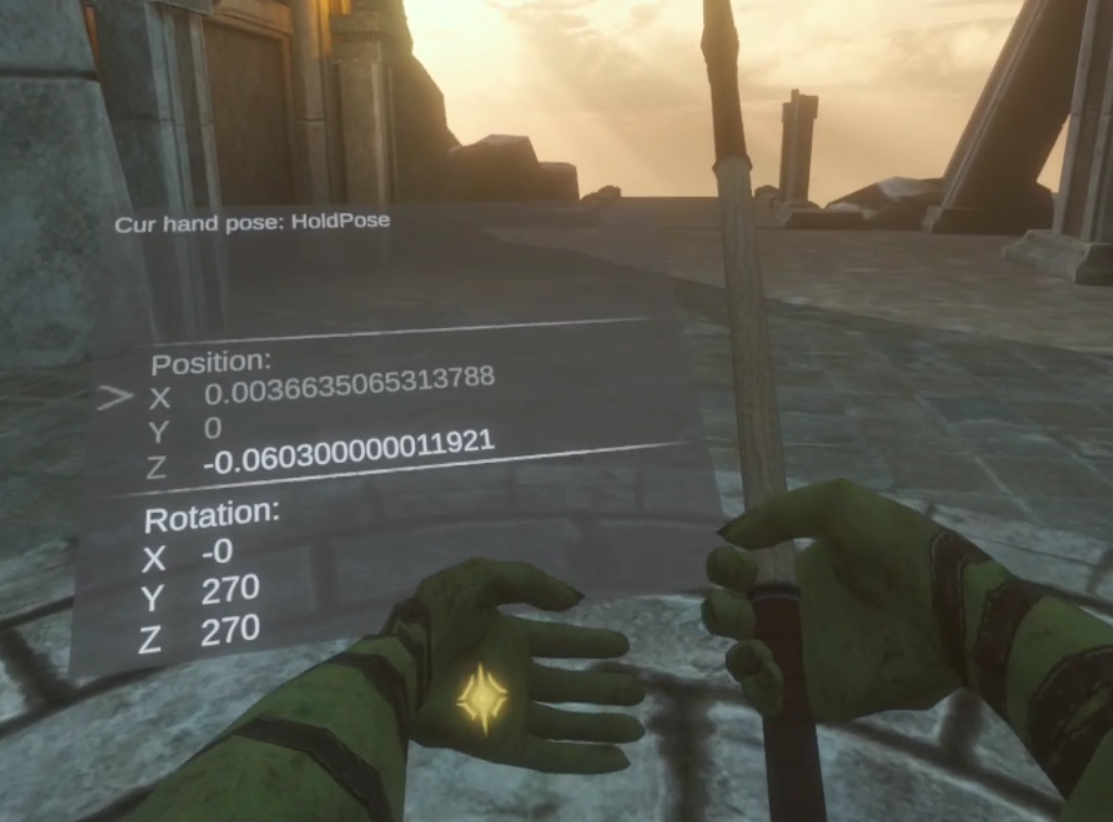 Cur hand pose: HoldPose
Position:
> X 0.0036635065313788
Y 0
Z -0.060300000011921
Rotation:
X -0
Y 270
Z 270